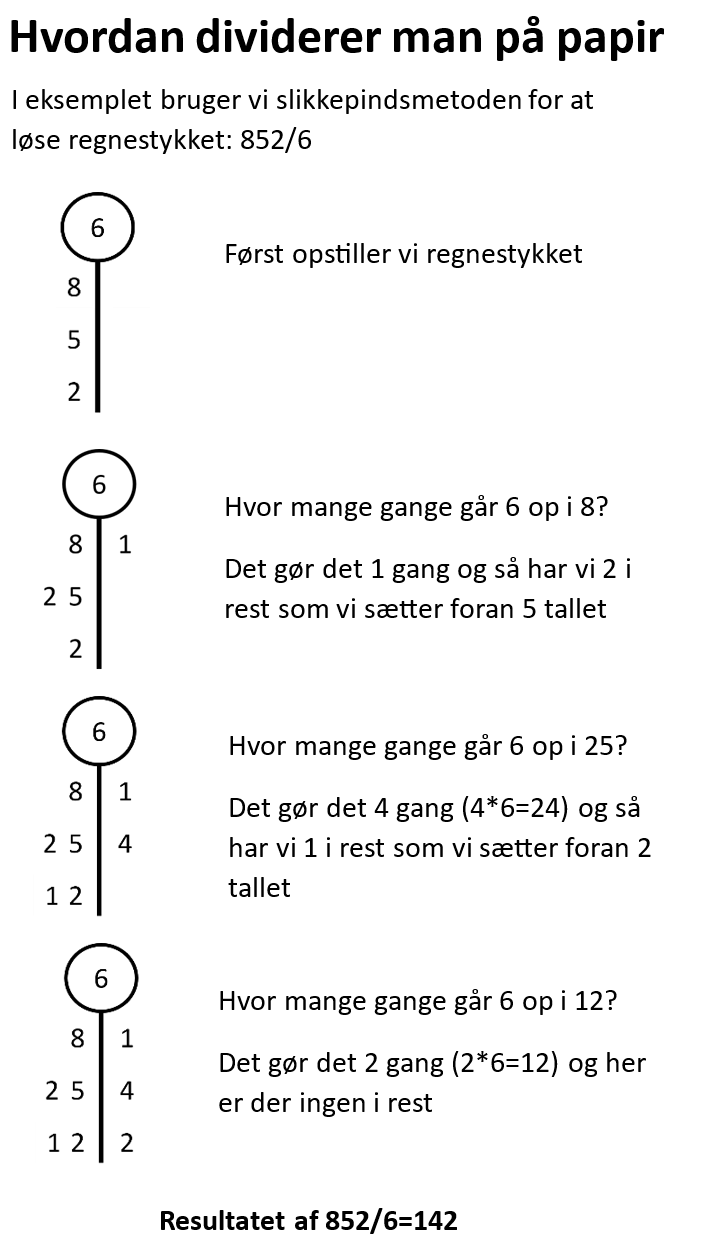 Hvordan dividerer man på papir
I eksemplet bruger vi slikkepindsmetoden for at
løse regnestykket: 852/6
6
8
5
2
Først opstiller vi regnestykket
6
8 1
2 5
2
Hvor mange gange går 6 op i 8?
Det gør det 1 gang og så har vi 2 i
rest som vi sætter foran 5 tallet
6
8 1
2 5 4
1 2
Hvor mange gange går 6 op i 25?
Det gør det 4 gang (4*6=24) og så
har vi 1 i rest som vi sætter foran 2
tallet
6
8 1
2 5 4
1 2 2
Hvor mange gange går 6 op i 12?
Det gør det 2 gang (2*6=12) og her
er der ingen i rest
Resultatet af 852/6=142